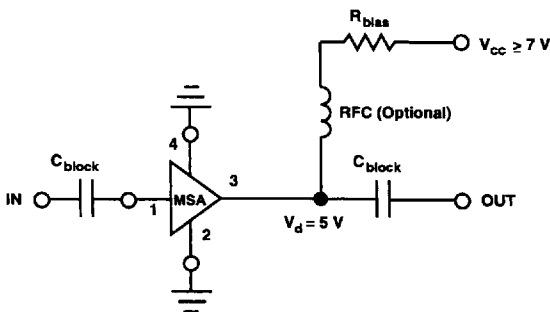 R_bias
V_CC ≥ 7 V
RFC (Optional)
4
C_block
C_block
3
IN
MSA
OUT
1
2
V_d = 5 V